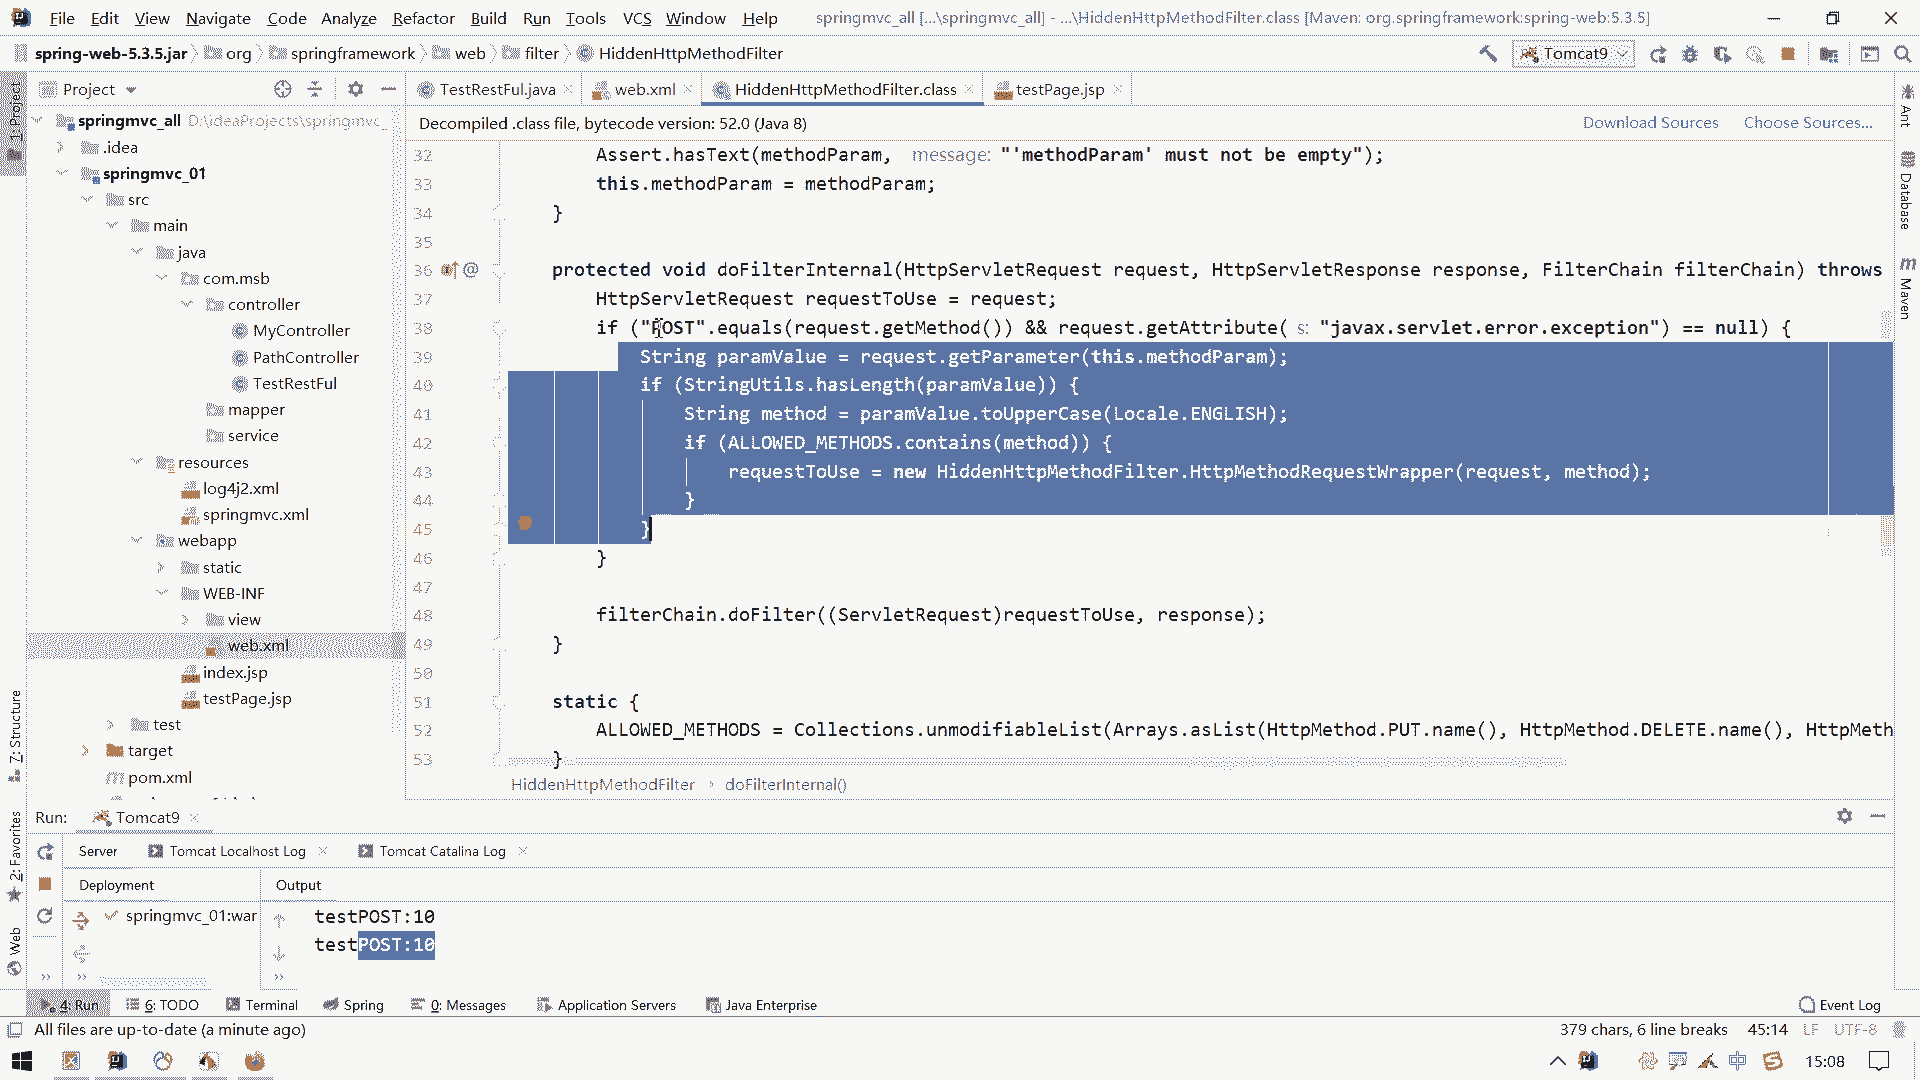 File Edit View Navigate Code Analyze Refactor Build Run Tools VCS Window Help springmvc_all [...\springmvc_all] - ...\HiddenHttpMethodFilter.class [Maven: org.springframework:spring-web:5.3.5]
spring-web-5.3.5.jar org springframework web filter HiddenHttpMethodFilter Tomcat9
Project TestRestFul.java web.xml HiddenHttpMethodFilter.class testPage.jsp
1: Project
springmvc_all D:\ideaProjects\springmvc_
Decompiled .class file, bytecode version: 52.0 (Java 8) Download Sources Choose Sources...
.idea
springmvc_01
src
main
java
com.msb
controller
MyController
PathController
TestRestFul
mapper
service
resources
log4j2.xml
springmvc.xml
webapp
static
WEB-INF
view
web.xml
index.jsp
testPage.jsp
test
target
pom.xml
32 Assert.hasText(methodParam, message: "'methodParam' must not be empty");
33 this.methodParam = methodParam;
34 }
35
36 protected void doFilterInternal(HttpServletRequest request, HttpServletResponse response, FilterChain filterChain) throws
37 HttpServletRequest requestToUse = request;
38 if ("POST".equals(request.getMethod()) && request.getAttribute( s: "javax.servlet.error.exception") == null) {
39 String paramValue = request.getParameter(this.methodParam);
40 if (StringUtils.hasLength(paramValue)) {
41 String method = paramValue.toUpperCase(Locale.ENGLISH);
42 if (ALLOWED_METHODS.contains(method)) {
43 requestToUse = new HiddenHttpMethodFilter.HttpMethodRequestWrapper(request, method);
44 }
45 }
46 }
47
48 filterChain.doFilter((ServletRequest)requestToUse, response);
49 }
50
51 static {
52 ALLOWED_METHODS = Collections.unmodifiableList(Arrays.asList(HttpMethod.PUT.name(), HttpMethod.DELETE.name(), HttpMeth
53 }
HiddenHttpMethodFilter doFilterInternal()
Ant
Database
Maven
Z: Structure
2: Favorites
Web
Run: Tomcat9
Server Tomcat Localhost Log Tomcat Catalina Log
Deployment Output
springmvc_01:war
testPOST:10
testPOST:10
4: Run 6: TODO Terminal Spring 0: Messages Application Servers Java Enterprise Event Log
All files are up-to-date (a minute ago) 379 chars, 6 line breaks 45:14 LF UTF-8
中 15:08